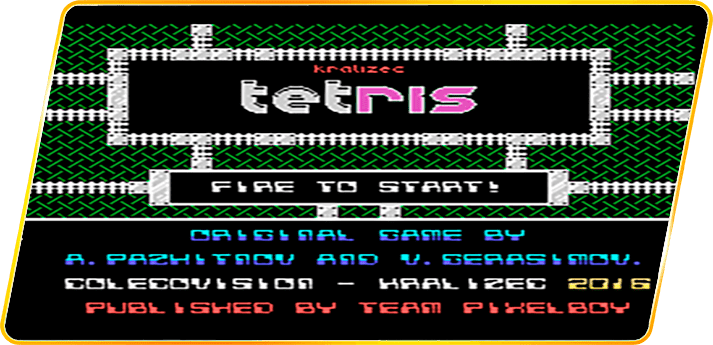 kralizec
tetris
FIRE TO START!
ORIGINAL GAME BY
A. PAZHITNOV AND V. GERASIMOV.
COLECOVISION - KRALIZEC 2016
PUBLISHED BY TEAM PIXELBOY